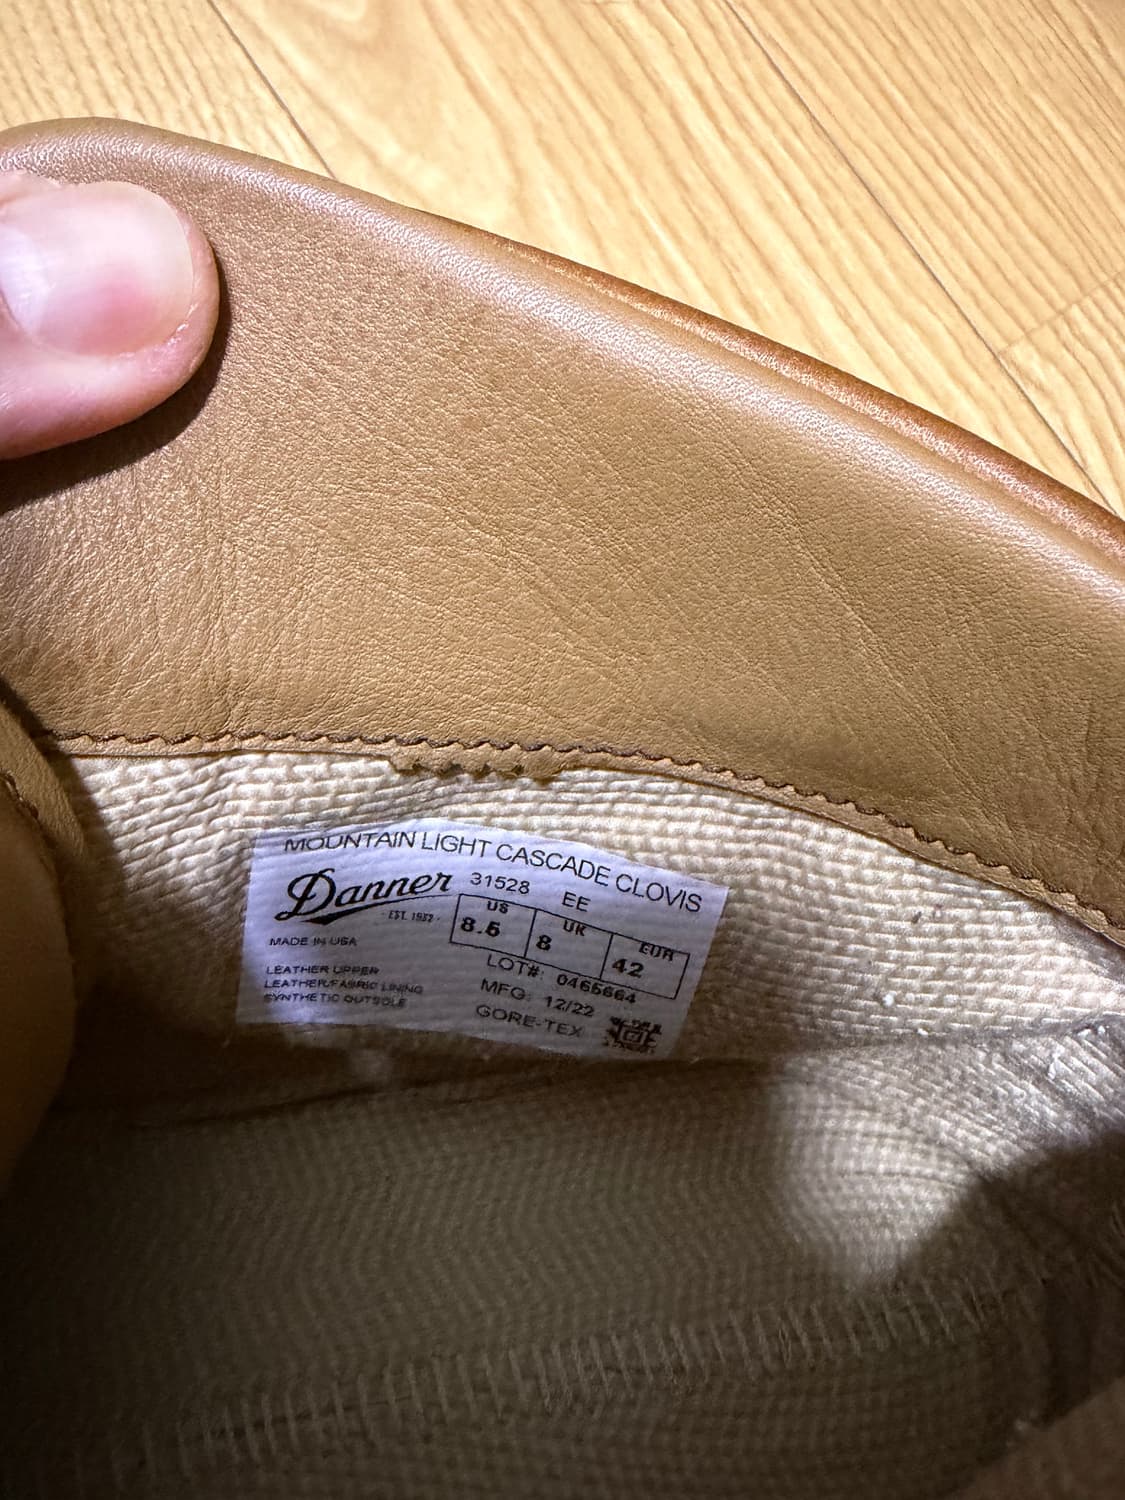 MOUNTAIN LIGHT CASCADE CLOVIS
Danner 31528 EE
· EST. 1932 ·
US UK EUR
8.5 8 42
MADE IN USA
LOT#: 0465664
LEATHER UPPER
LEATHER/FABRIC LINING
SYNTHETIC OUTSOLE
MFG: 12/22
GORE-TEX